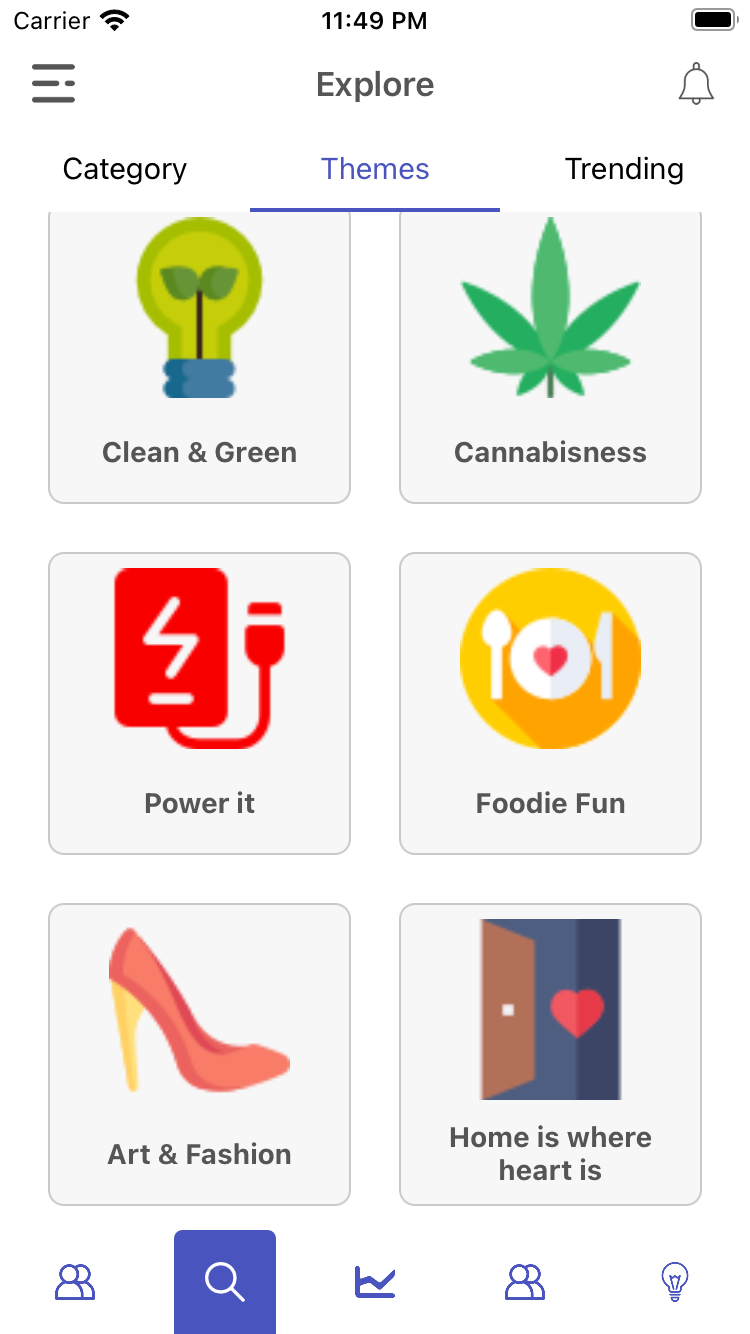 Carrier 11:49 PM
Explore
Category Themes Trending
Clean & Green Cannabisness
Power it Foodie Fun
Art & Fashion Home is where
heart is